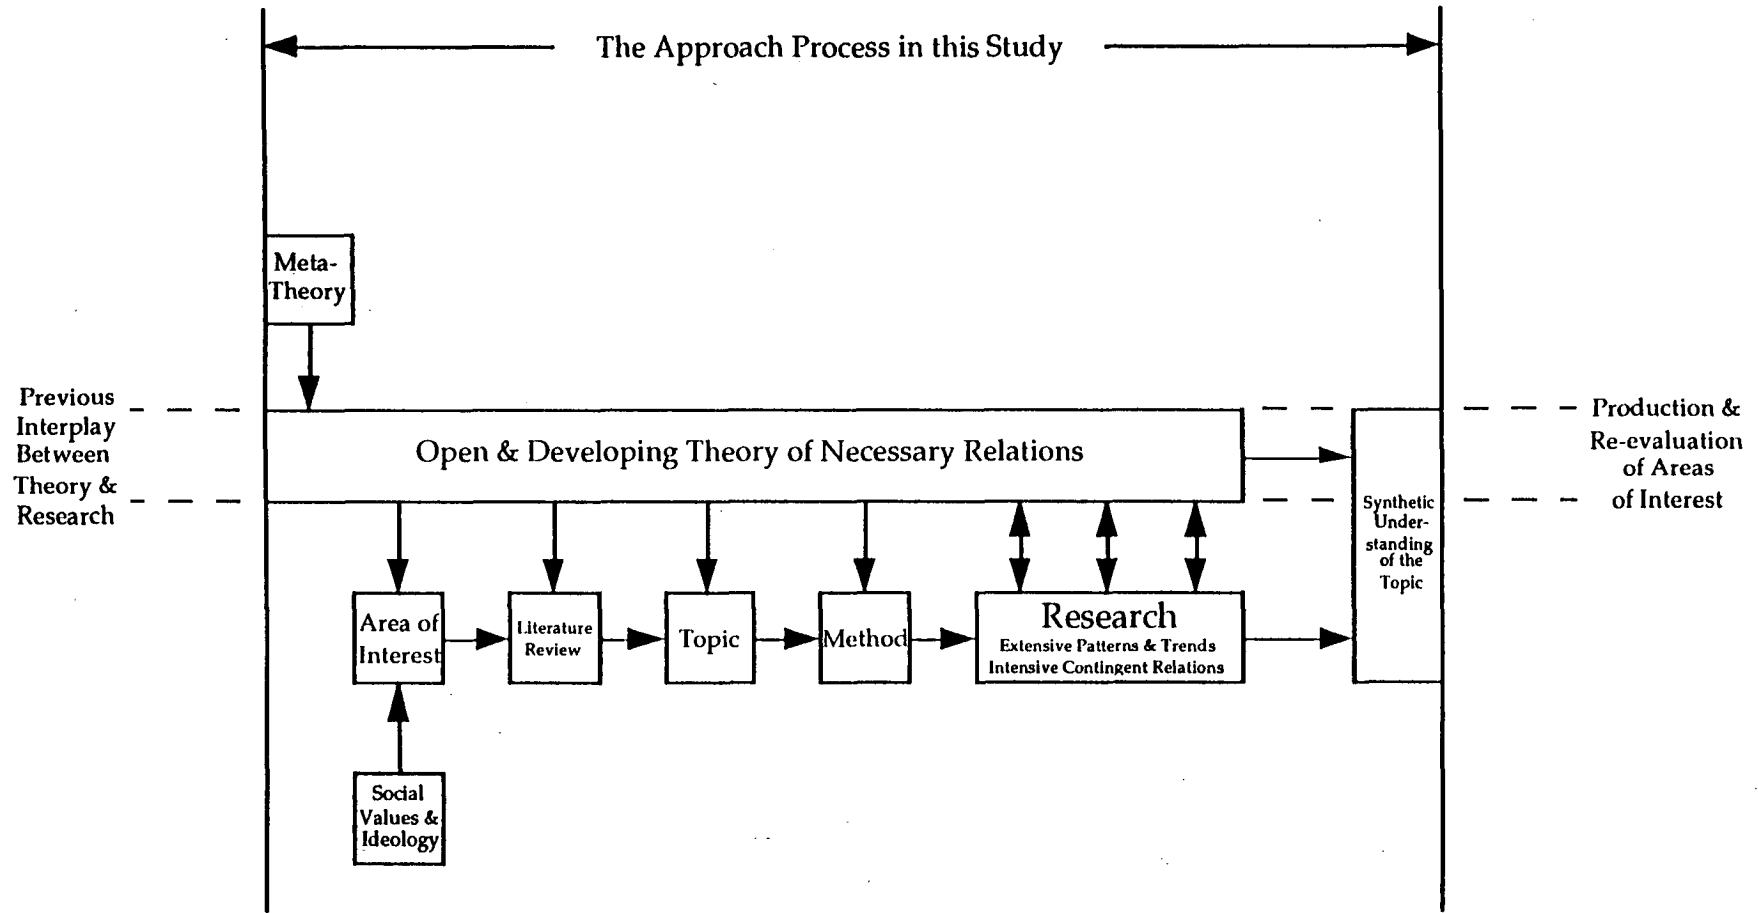 The Approach Process in this Study
Meta-
Theory
Previous
Interplay
Between
Theory &
Research
Open & Developing Theory of Necessary Relations
Production &
Re-evaluation
of Areas
of Interest
Synthetic
Under-
standing
of the
Topic
Area of
Interest
Literature
Review
Topic
Method
Research
Extensive Patterns & Trends
Intensive Contingent Relations
Social
Values &
Ideology